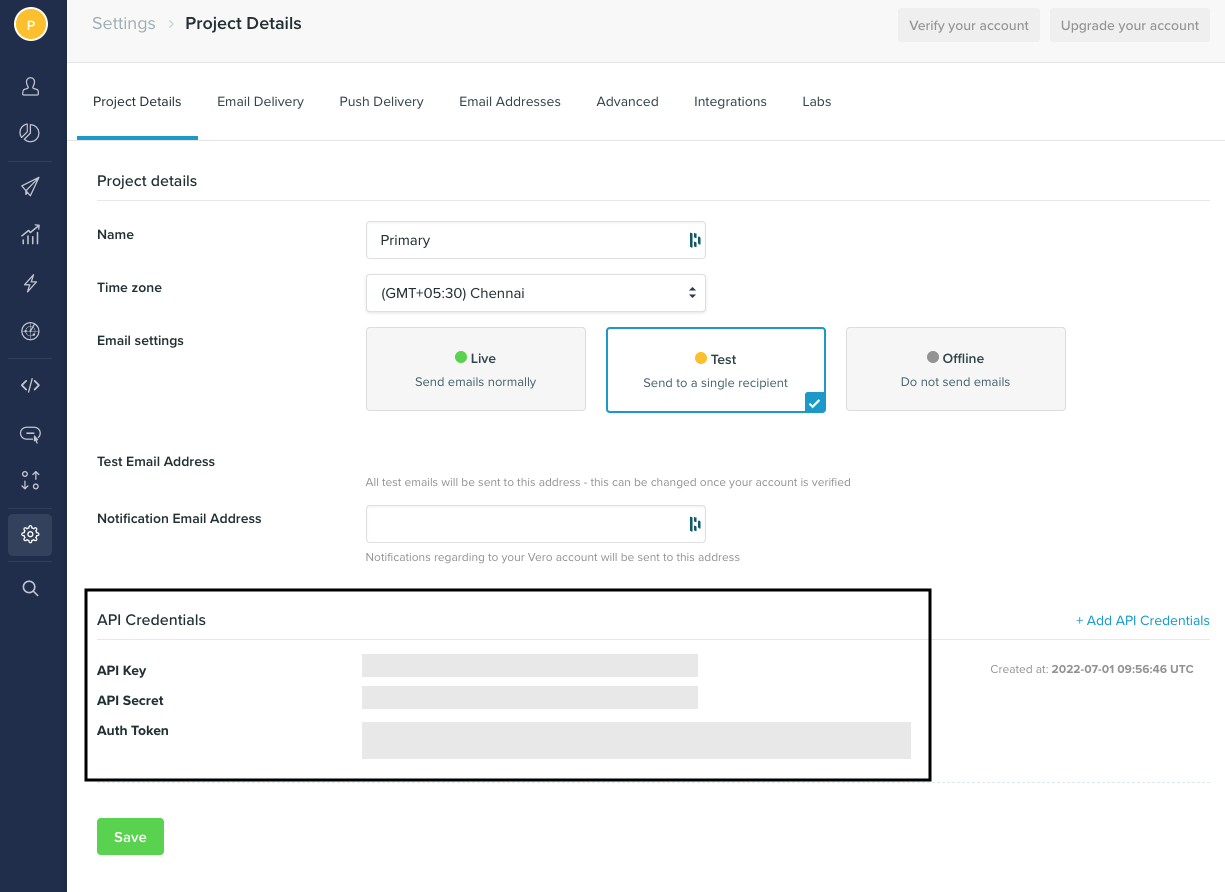 P
Settings › Project Details
Verify your account
Upgrade your account
Project Details
Email Delivery
Push Delivery
Email Addresses
Advanced
Integrations
Labs
Project details
Name
Primary
Time zone
(GMT+05:30) Chennai
Email settings
Live
Send emails normally
Test
Send to a single recipient
Offline
Do not send emails
Test Email Address
All test emails will be sent to this address - this can be changed once your account is verified
Notification Email Address
Notifications regarding to your Vero account will be sent to this address
API Credentials
+ Add API Credentials
API Key
Created at: 2022-07-01 09:56:46 UTC
API Secret
Auth Token
Save